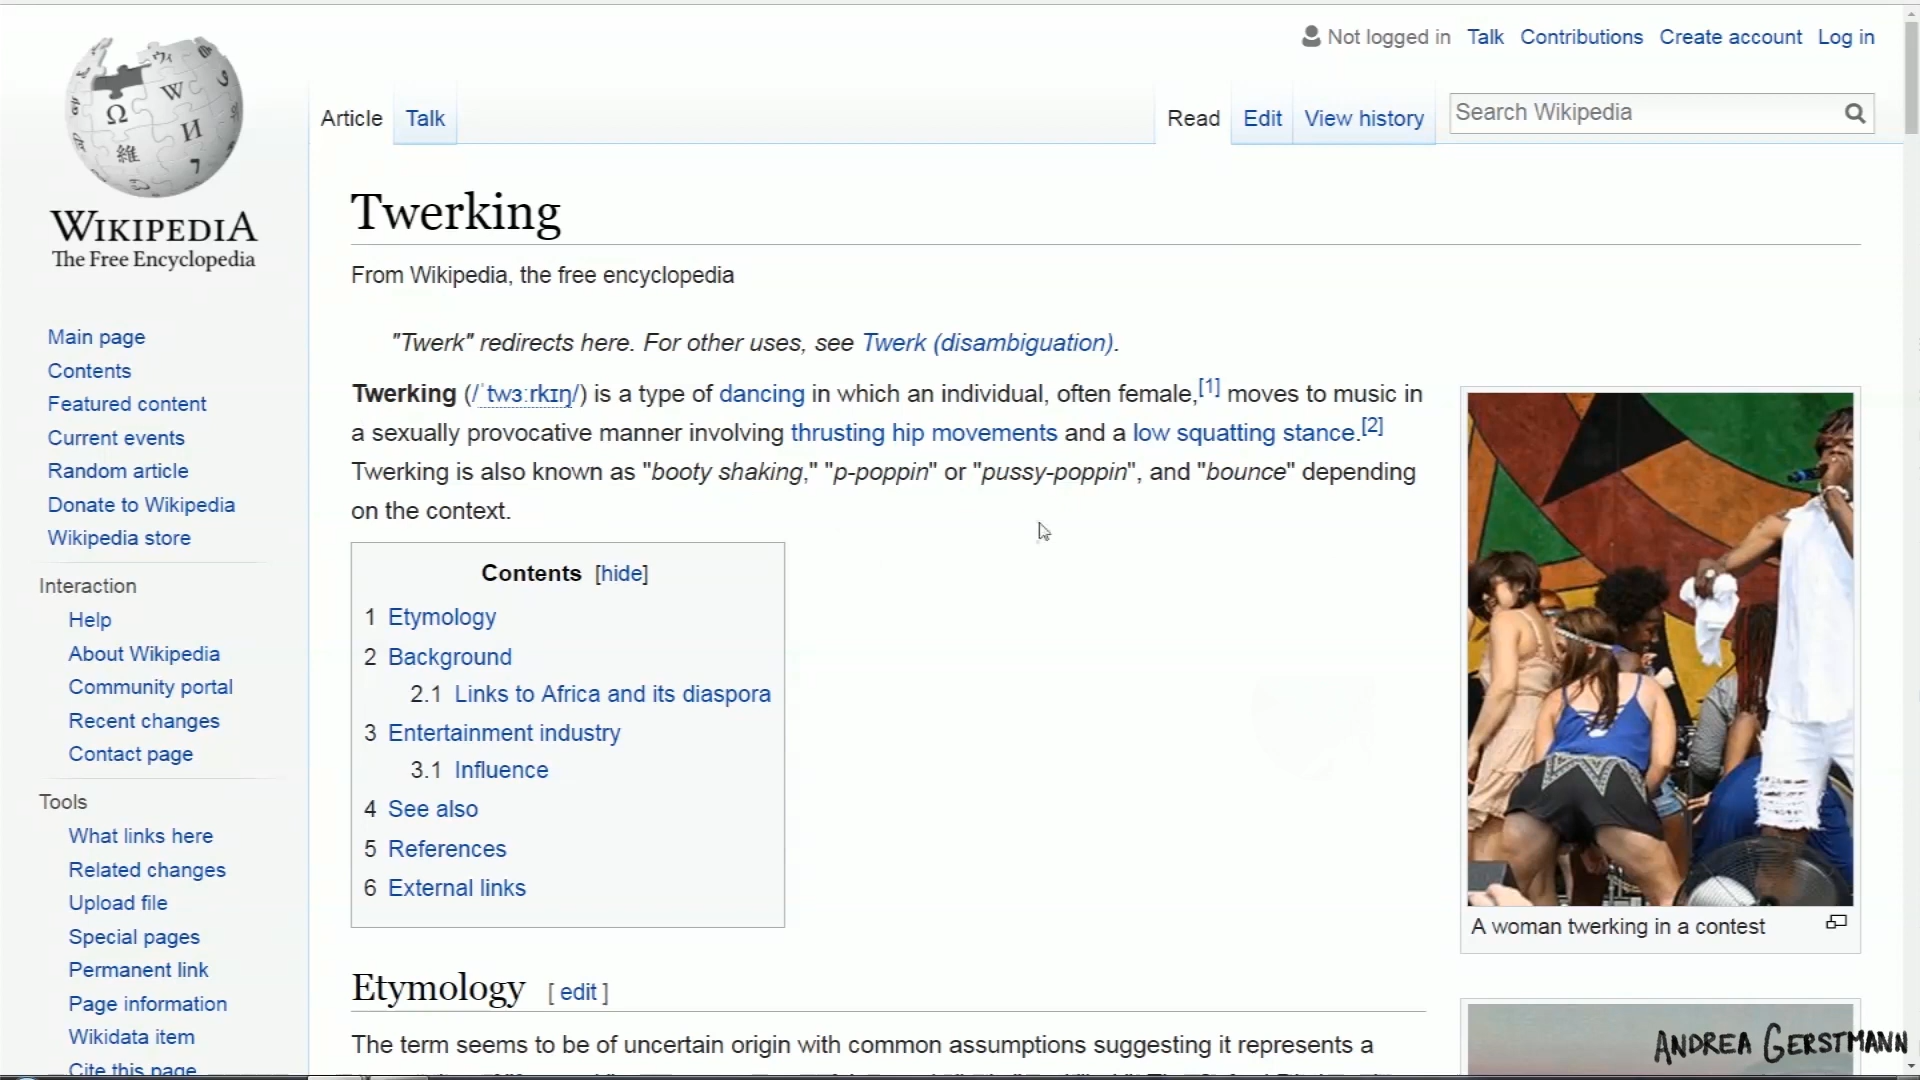 Not logged in Talk Contributions Create account Log in
Article Talk Read Edit View history Search Wikipedia
WIKIPEDIA
The Free Encyclopedia
Main page
Contents
Featured content
Current events
Random article
Donate to Wikipedia
Wikipedia store
Interaction
Help
About Wikipedia
Community portal
Recent changes
Contact page
Tools
What links here
Related changes
Upload file
Special pages
Permanent link
Page information
Wikidata item
Cite this page
Twerking
From Wikipedia, the free encyclopedia
"Twerk" redirects here. For other uses, see Twerk (disambiguation).
Twerking (/ˈtwɜːrkɪŋ/) is a type of dancing in which an individual, often female,[1] moves to music in
a sexually provocative manner involving thrusting hip movements and a low squatting stance.[2]
Twerking is also known as "booty shaking," "p-poppin" or "pussy-poppin", and "bounce" depending
on the context.
Contents [hide]
1 Etymology
2 Background
2.1 Links to Africa and its diaspora
3 Entertainment industry
3.1 Influence
4 See also
5 References
6 External links
A woman twerking in a contest
Etymology [ edit ]
The term seems to be of uncertain origin with common assumptions suggesting it represents a
ANDREA GERSTMANN